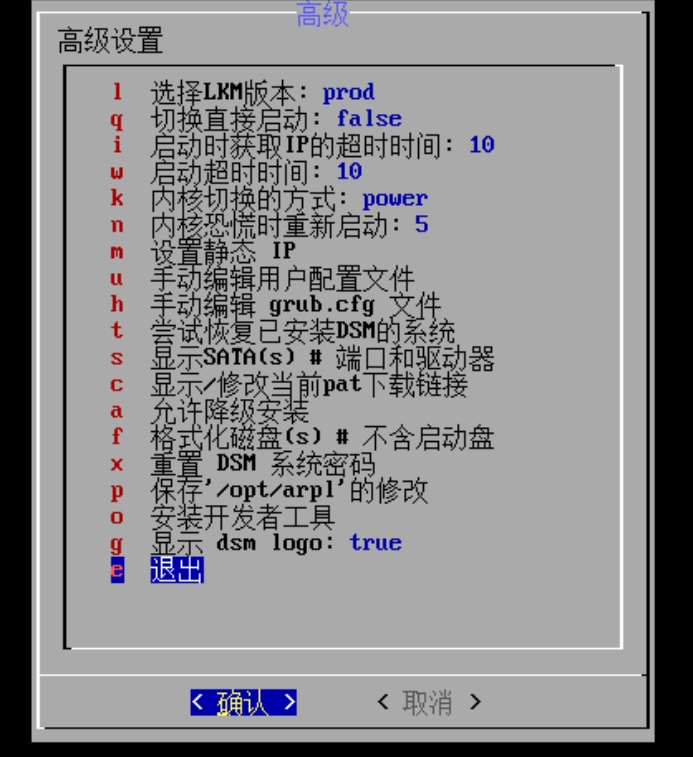 高级
高级设置
l 选择LKM版本: prod
q 切换直接启动: false
i 启动时获取IP的超时时间: 10
w 启动超时时间: 10
k 内核切换的方式: power
n 内核恐慌时重新启动: 5
m 设置静态 IP
u 手动编辑用户配置文件
h 手动编辑 grub.cfg 文件
t 尝试恢复已安装DSM的系统
s 显示SATA(s) # 端口和驱动器
c 显示/修改当前pat下载链接
a 允许降级安装
f 格式化磁盘(s) # 不含启动盘
x 重置 DSM 系统密码
p 保存'/opt/arpl'的修改
o 安装开发者工具
g 显示 dsm logo: true
e 退出
< 确认 > < 取消 >